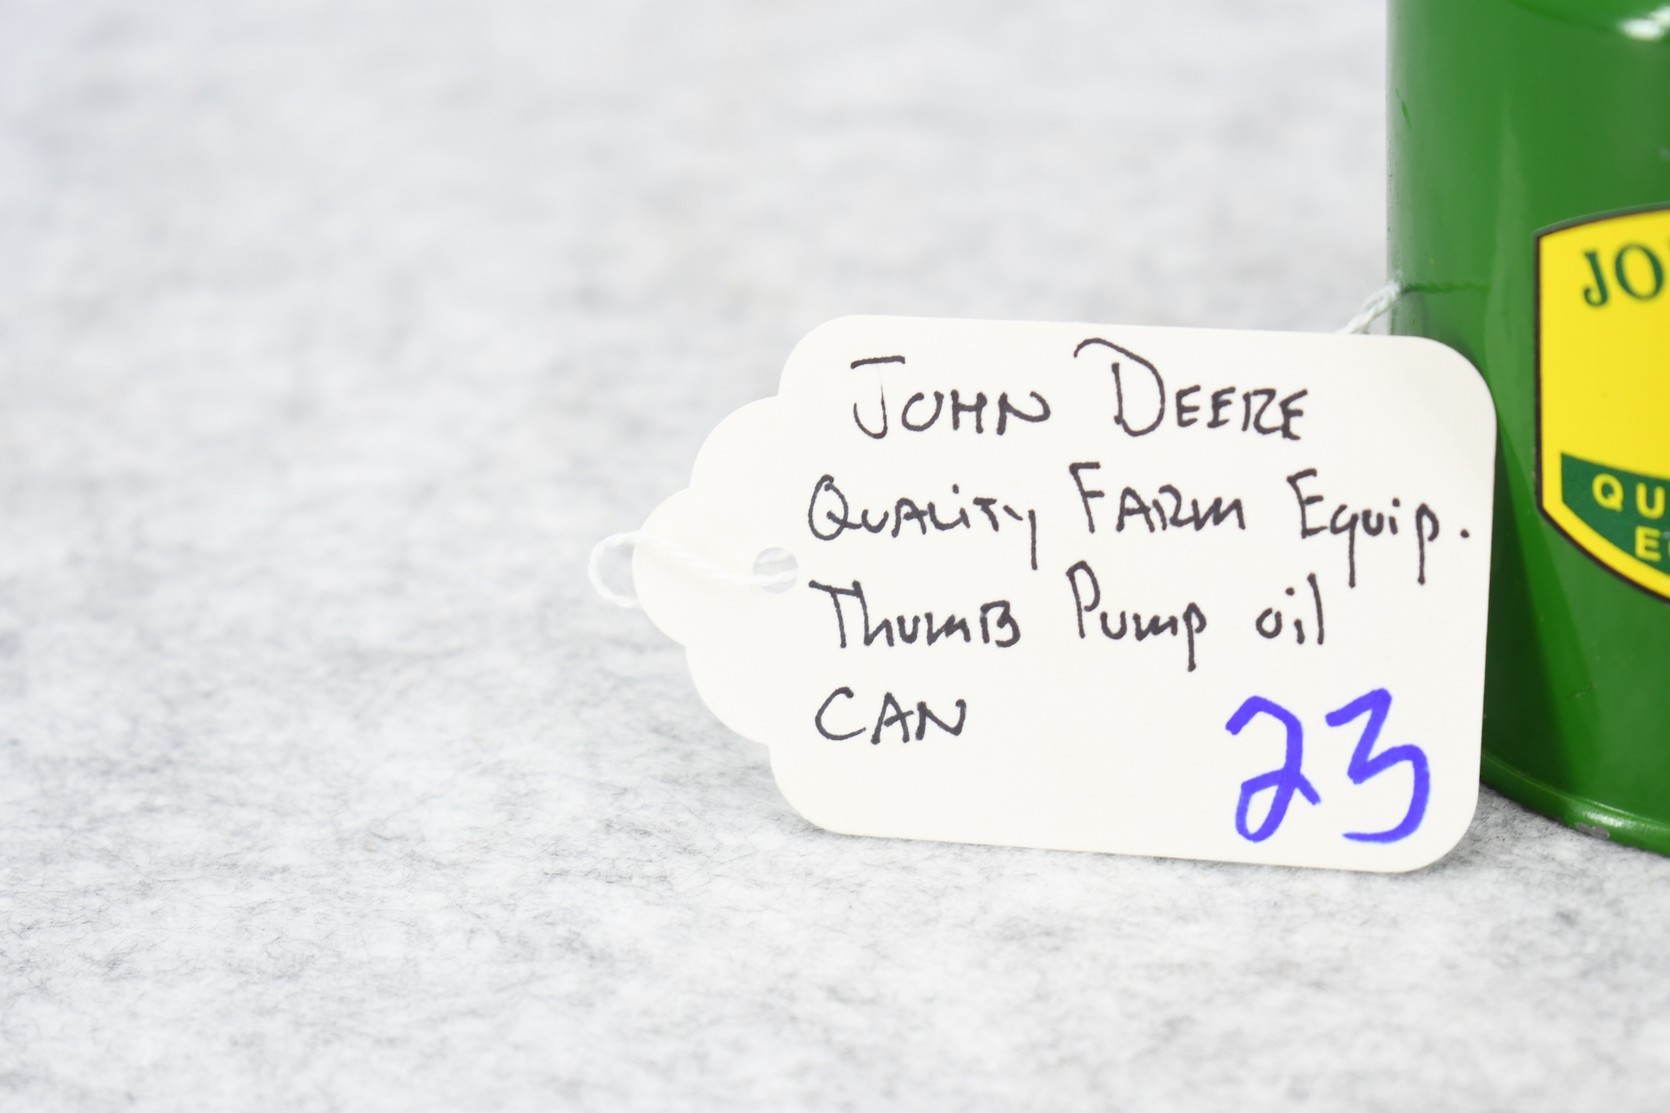 John Deere
Quality Farm Equip.
Thumb Pump oil
CAN
23
JO
QU
E